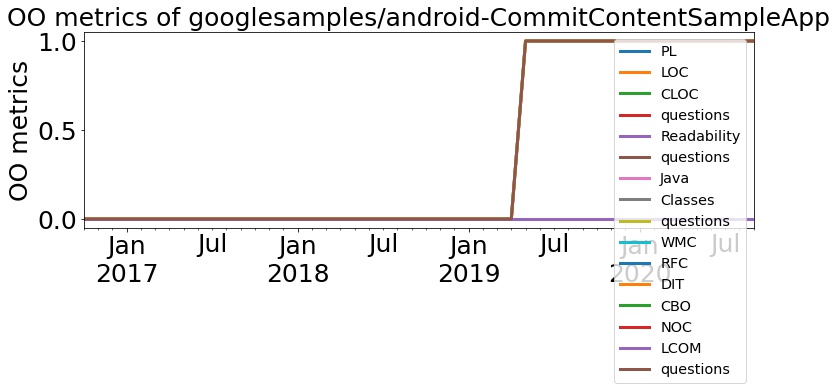 OO metrics of googlesamples/android-CommitContentSampleApp
OO metrics
1.0
0.5
0.0
Jan
2017
Jul
Jan
2018
Jul
Jan
2019
Jul
Jan
2020
Jul
PL
LOC
CLOC
questions
Readability
questions
Java
Classes
questions
WMC
RFC
DIT
CBO
NOC
LCOM
questions